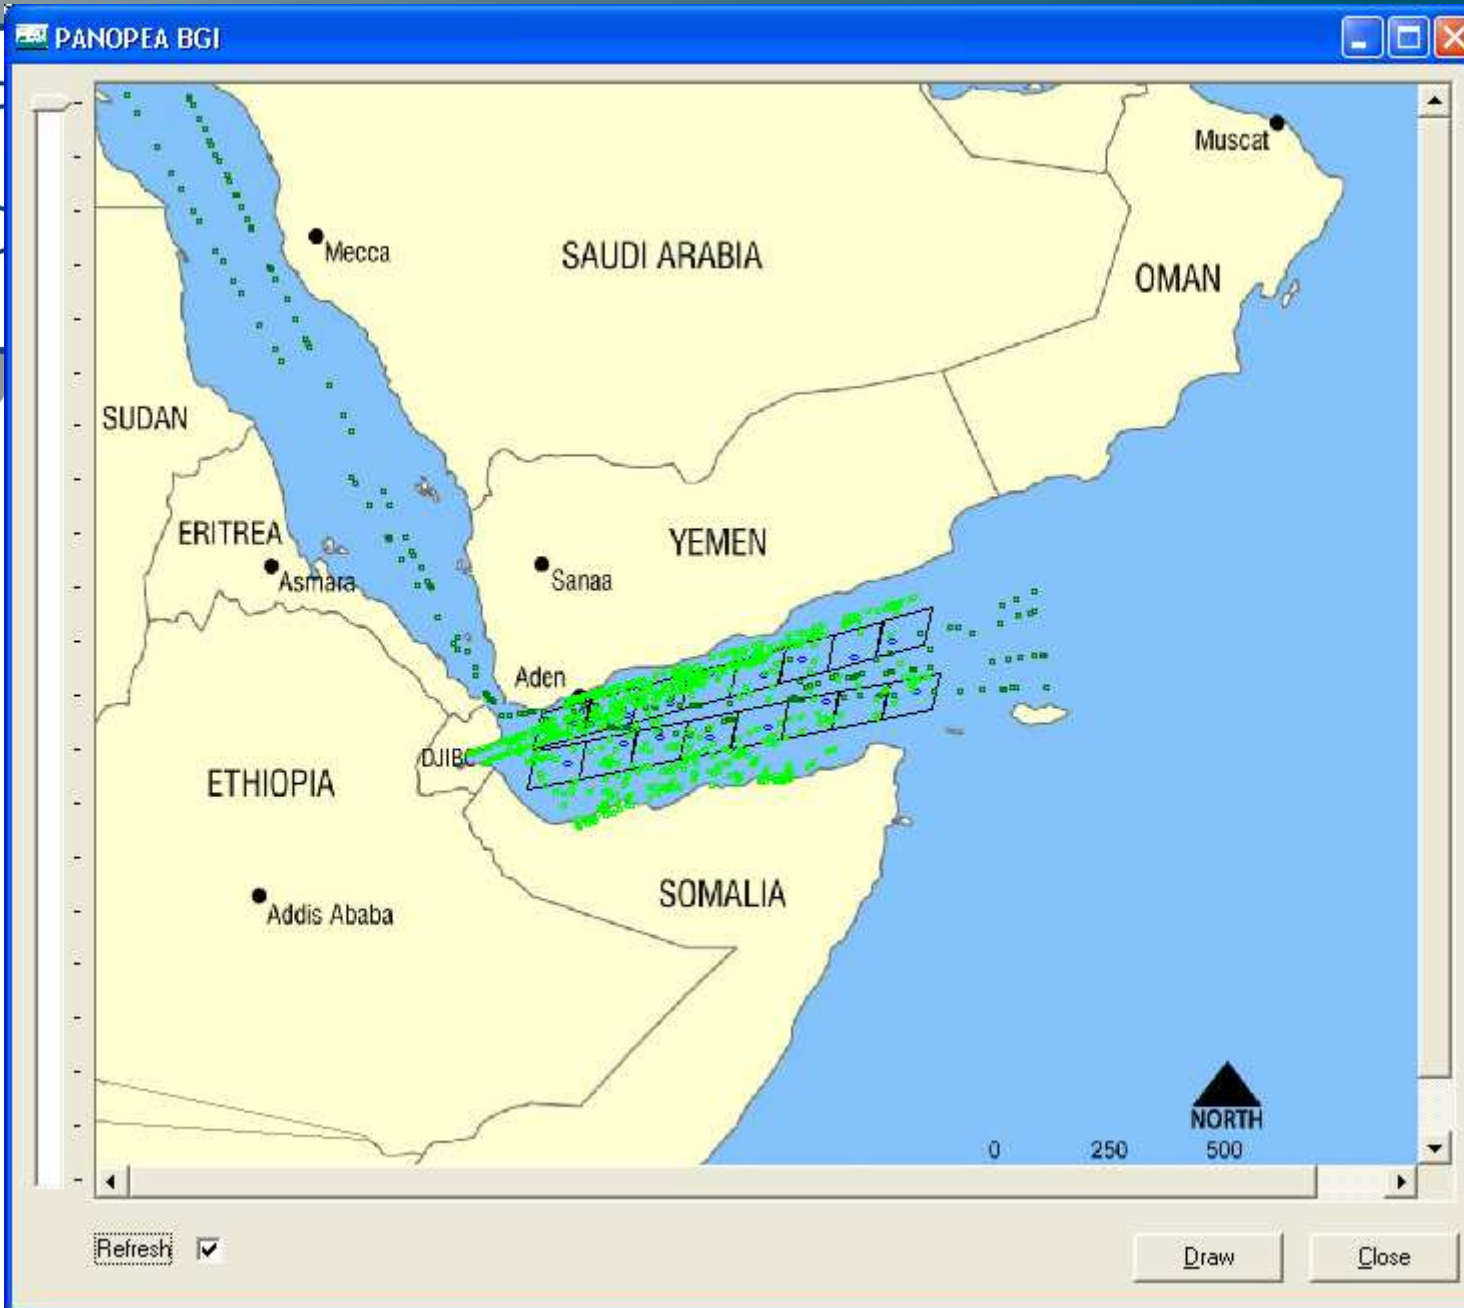 PANOPEA BGI
Muscat
Mecca
SAUDI ARABIA
OMAN
SUDAN
ERITREA
YEMEN
Asmara
Sanaa
Aden
DJIBO
ETHIOPIA
SOMALIA
Addis Ababa
NORTH
0 250 500
Refresh
Draw Close